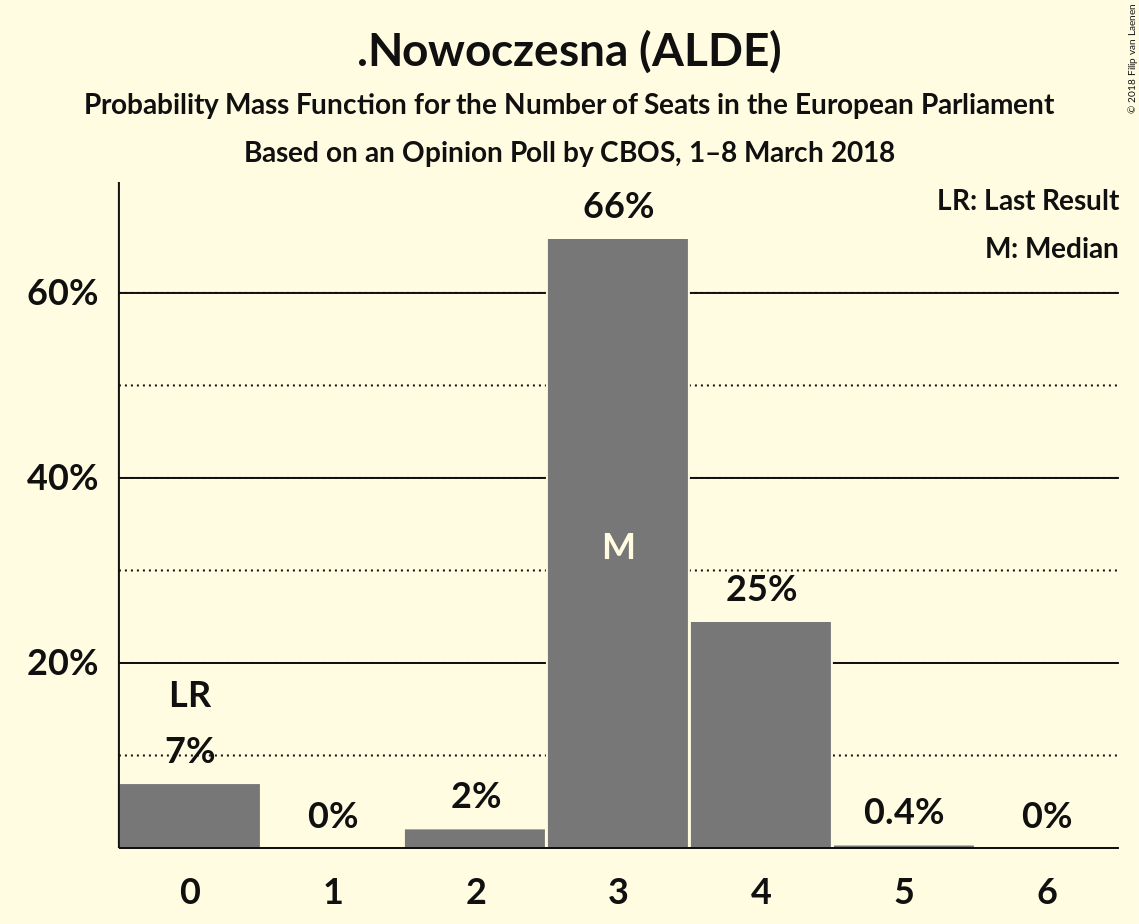 .Nowoczesna (ALDE)
Probability Mass Function for the Number of Seats in the European Parliament
Based on an Opinion Poll by CBOS, 1–8 March 2018
© 2018 Filip van Laenen
LR: Last Result
M: Median
66%
60%
40%
M
25%
20%
LR
7%
0%
2%
0.4%
0%
0 1 2 3 4 5 6